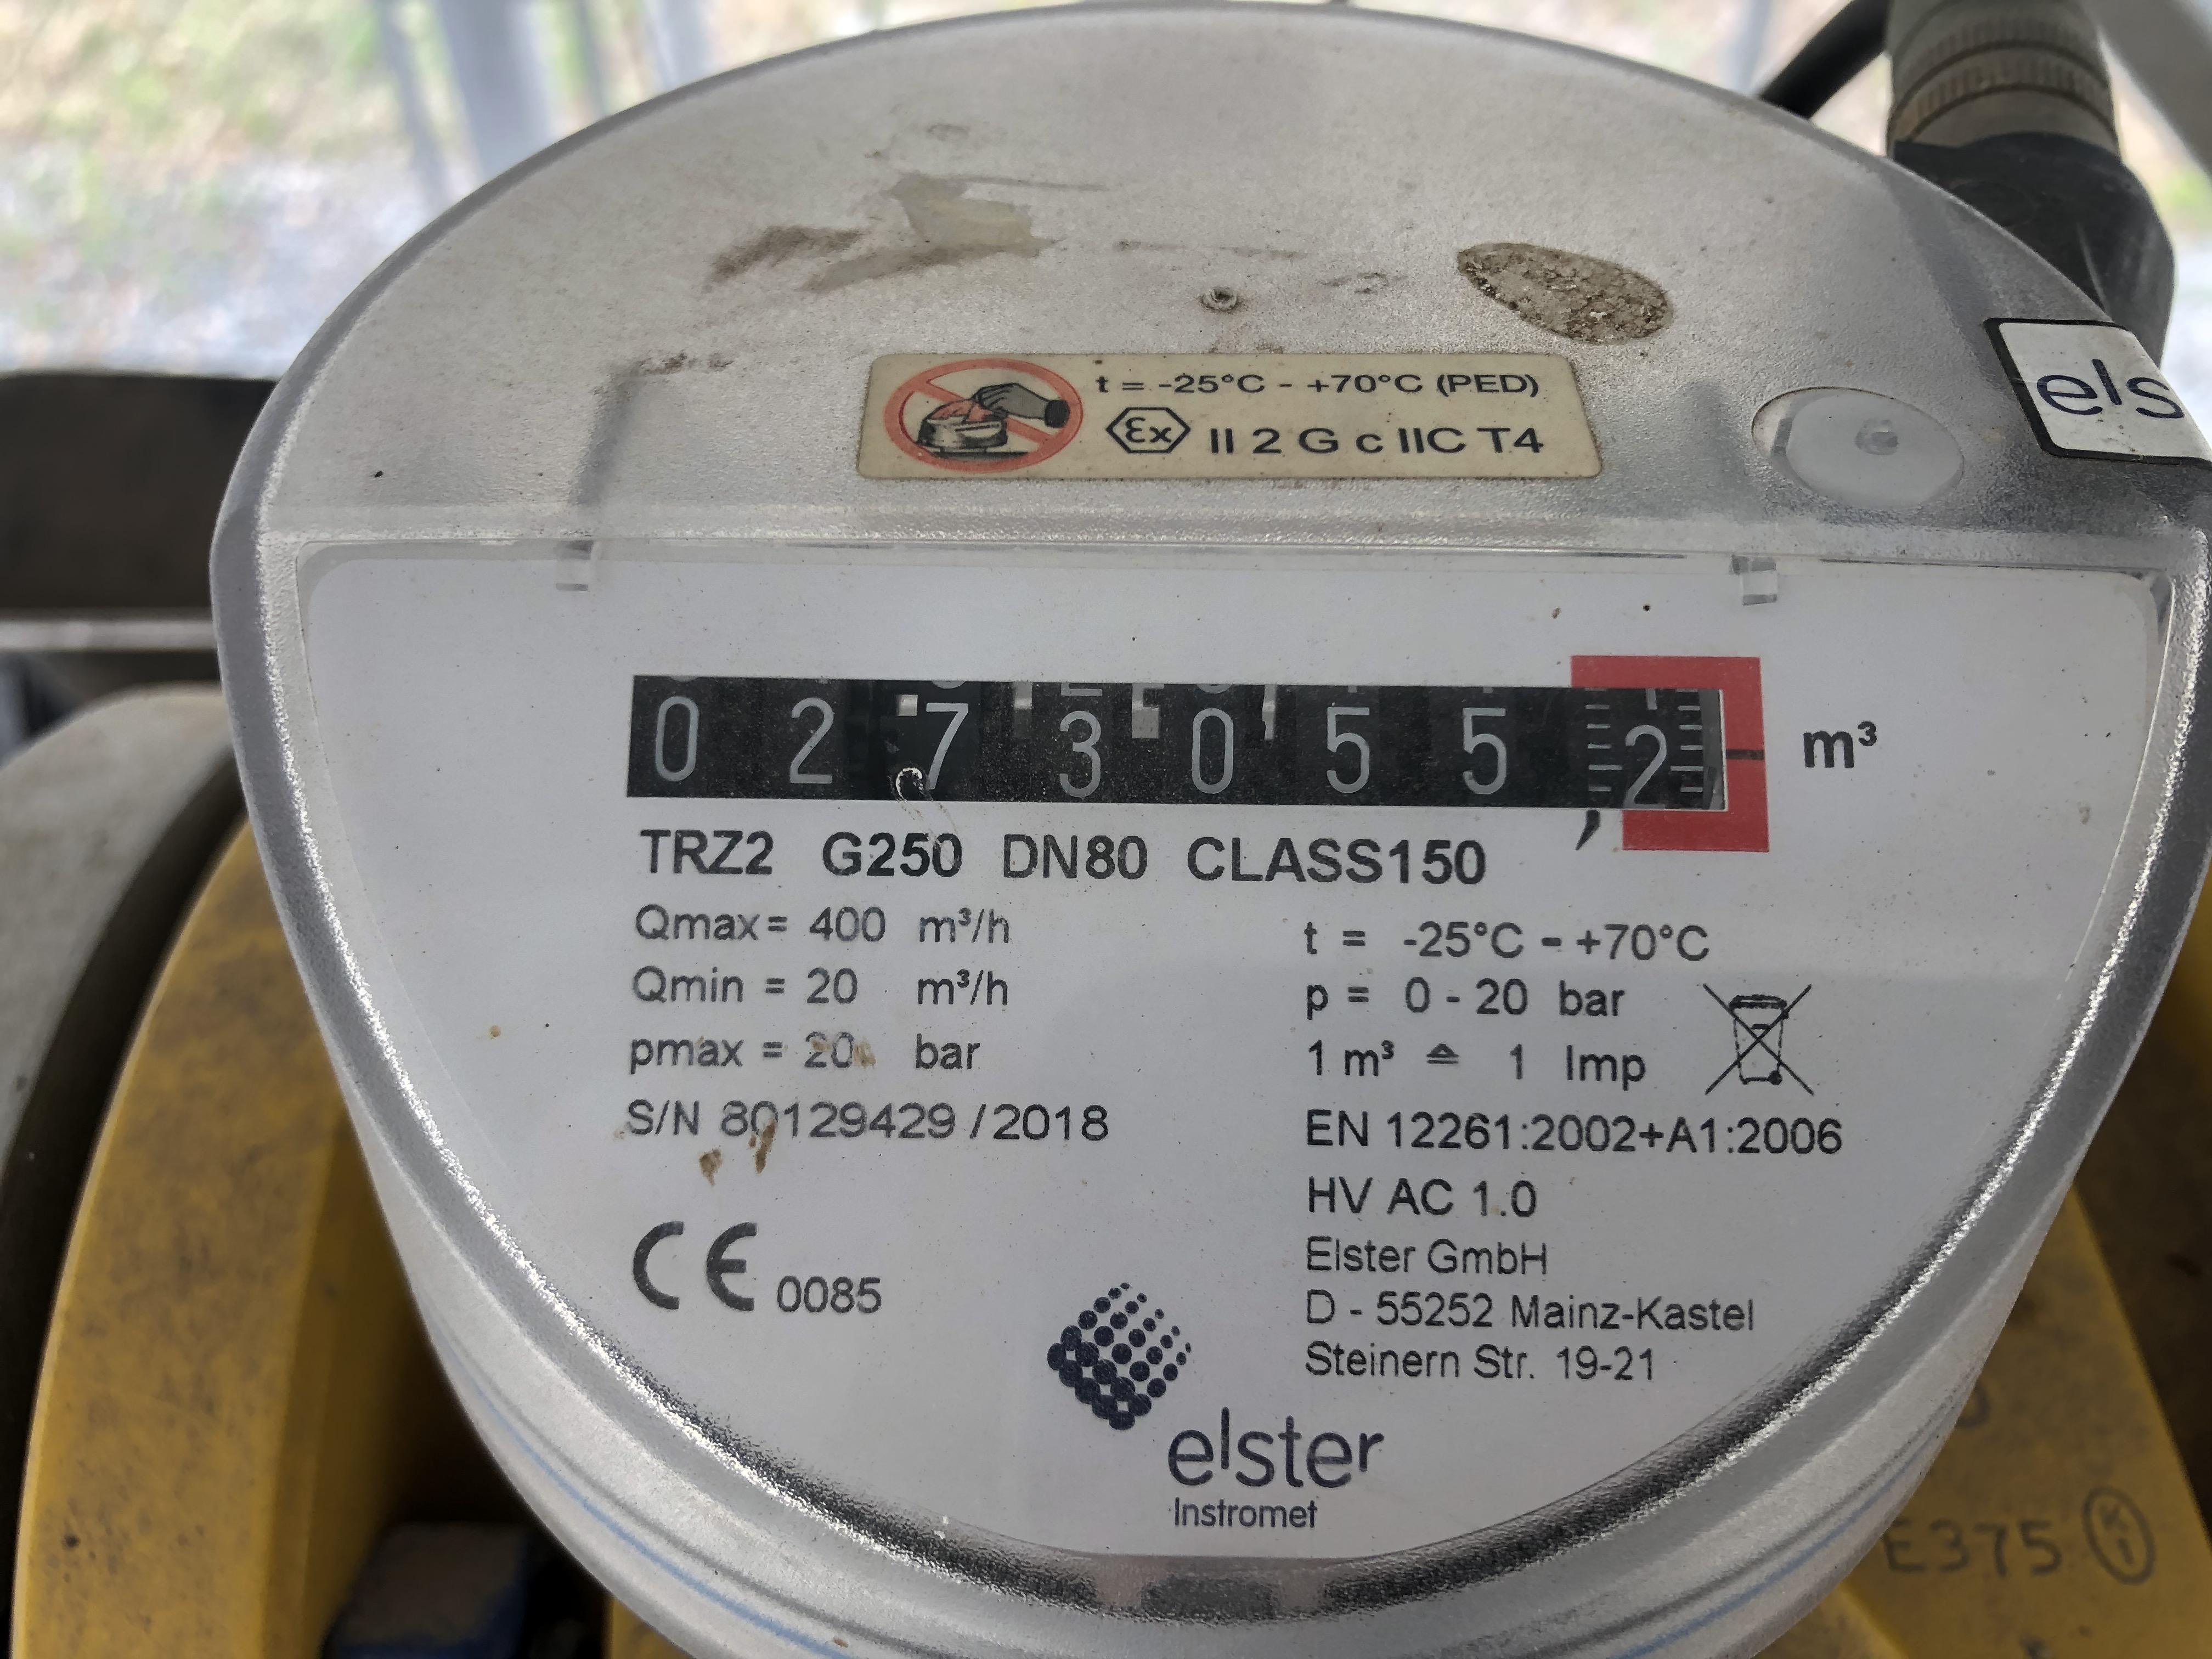 t = -25°C - +70°C (PED)
Ex II 2 G c IIC T4
els
0 2 7 3 0 5 5 , 2 m³
TRZ2 G250 DN80 CLASS150
Qmax= 400 m³/h
Qmin = 20 m³/h
pmax = 20 bar
S/N 80129429 /2018
t = -25°C - +70°C
p = 0 - 20 bar
1 m³ ≙ 1 Imp
EN 12261:2002+A1:2006
HV AC 1.0
Elster GmbH
D - 55252 Mainz-Kastel
Steinern Str. 19-21
CE 0085
elster
Instromet
E375